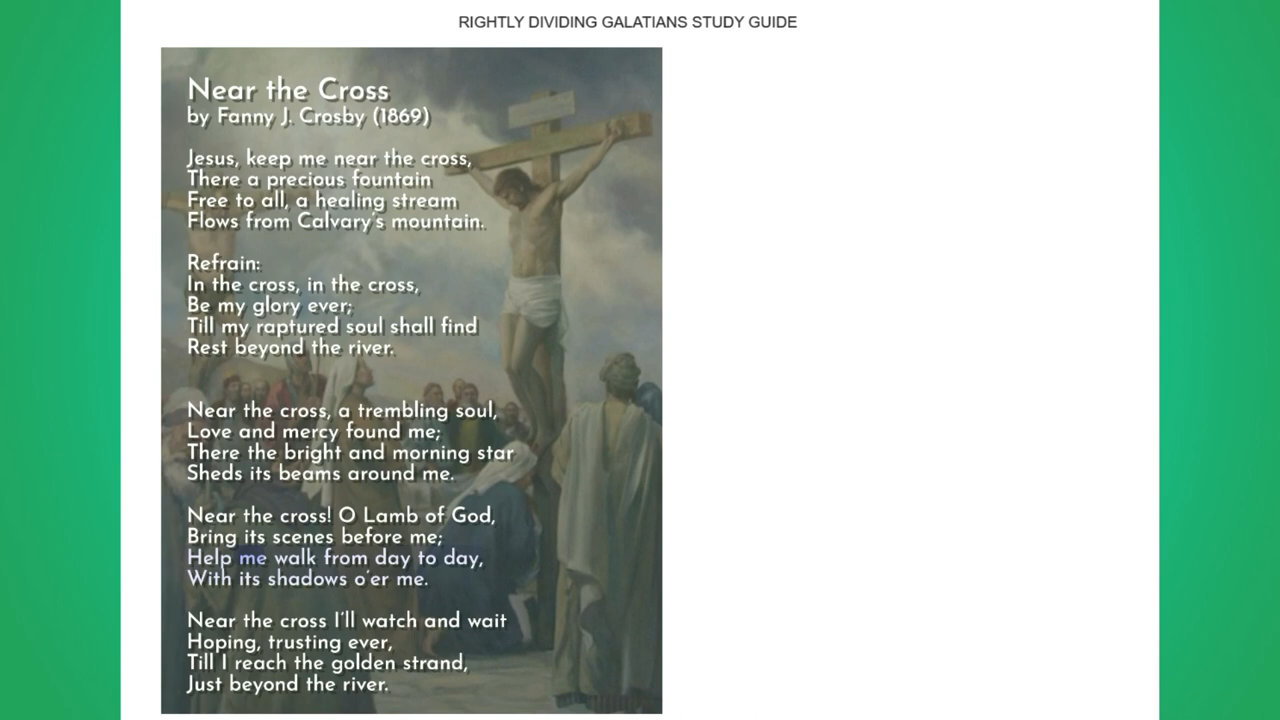 RIGHTLY DIVIDING GALATIANS STUDY GUIDE
Near the Cross
by Fanny J. Crosby (1869)
Jesus, keep me near the cross,
There a precious fountain
Free to all, a healing stream
Flows from Calvary's mountain.
Refrain:
In the cross, in the cross,
Be my glory ever;
Till my raptured soul shall find
Rest beyond the river.
Near the cross, a trembling soul,
Love and mercy found me;
There the bright and morning star
Sheds its beams around me.
Near the cross! O Lamb of God,
Bring its scenes before me;
Help me walk from day to day,
With its shadows o'er me.
Near the cross I'll watch and wait
Hoping, trusting ever,
Till I reach the golden strand,
Just beyond the river.